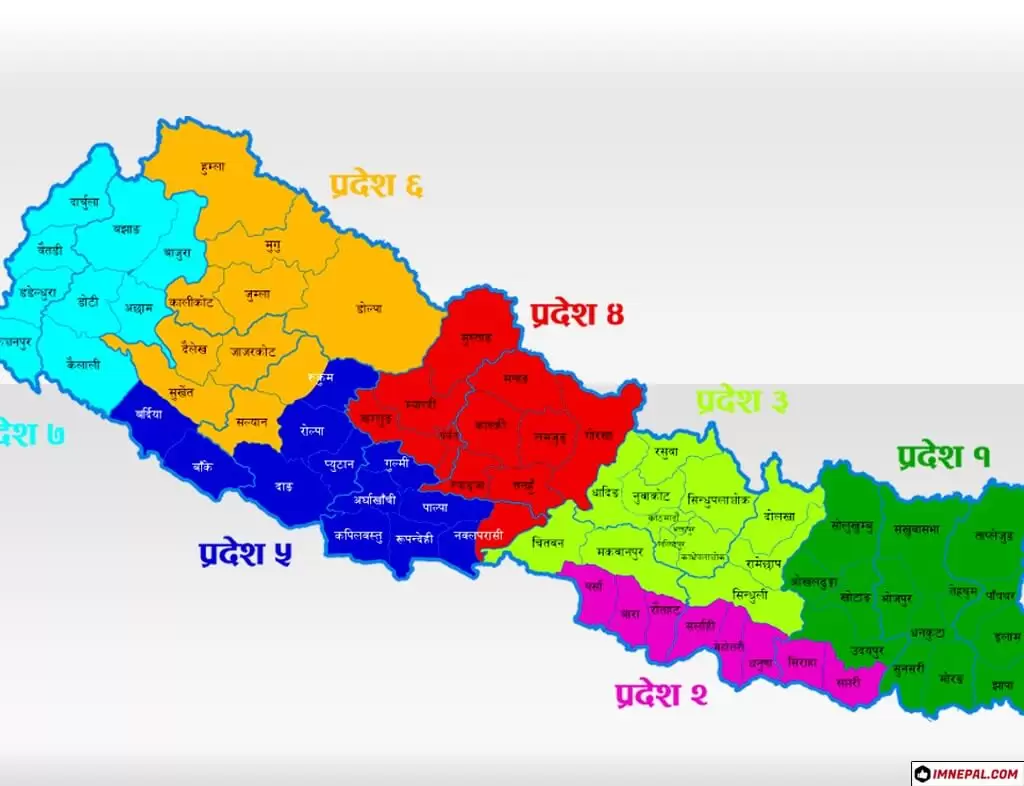 हुम्ला
प्रदेश ६
दार्चुला
बझाङ
बाजुरा
बैतडी
मुगु
डडेल्धुरा
डोटी
अछाम
कालीकोट
जुम्ला
डोल्पा
प्रदेश ४
मुस्ताङ
कैलाली
दैलेख
जाजरकोट
रुकुम
मनाङ
सुर्खेत
सल्यान
म्याग्दी
बागलुङ
कास्की
लमजुङ
गोरखा
प्रदेश ३
बर्दिया
रोल्पा
प्रदेश ७
बाँके
प्युटान
गुल्मी
दाङ
अर्घाखाँची
पाल्पा
तनहुँ
रसुवा
धादिङ
नुवाकोट
सिन्धुपलाञ्चोक
दोलखा
प्रदेश १
प्रदेश ५
कपिलवस्तु
रूपन्देही
नवलपरासी
चितवन
मकवानपुर
काठमाडौं
भक्तपुर
ललितपुर
रामेछाप
सिन्धुली
सोलुखुम्बु
संखुवासभा
ताप्लेजुङ
ओखलढुङ्गा
खोटाङ
भोजपुर
तेह्रथुम
पाँचथर
धनकुटा
इलाम
उदयपुर
सुनसरी
मोरङ
झापा
पर्सा
बारा
रौतहट
सर्लाही
महोत्तरी
धनुषा
सिराहा
सप्तरी
प्रदेश २
IMNEPAL.COM